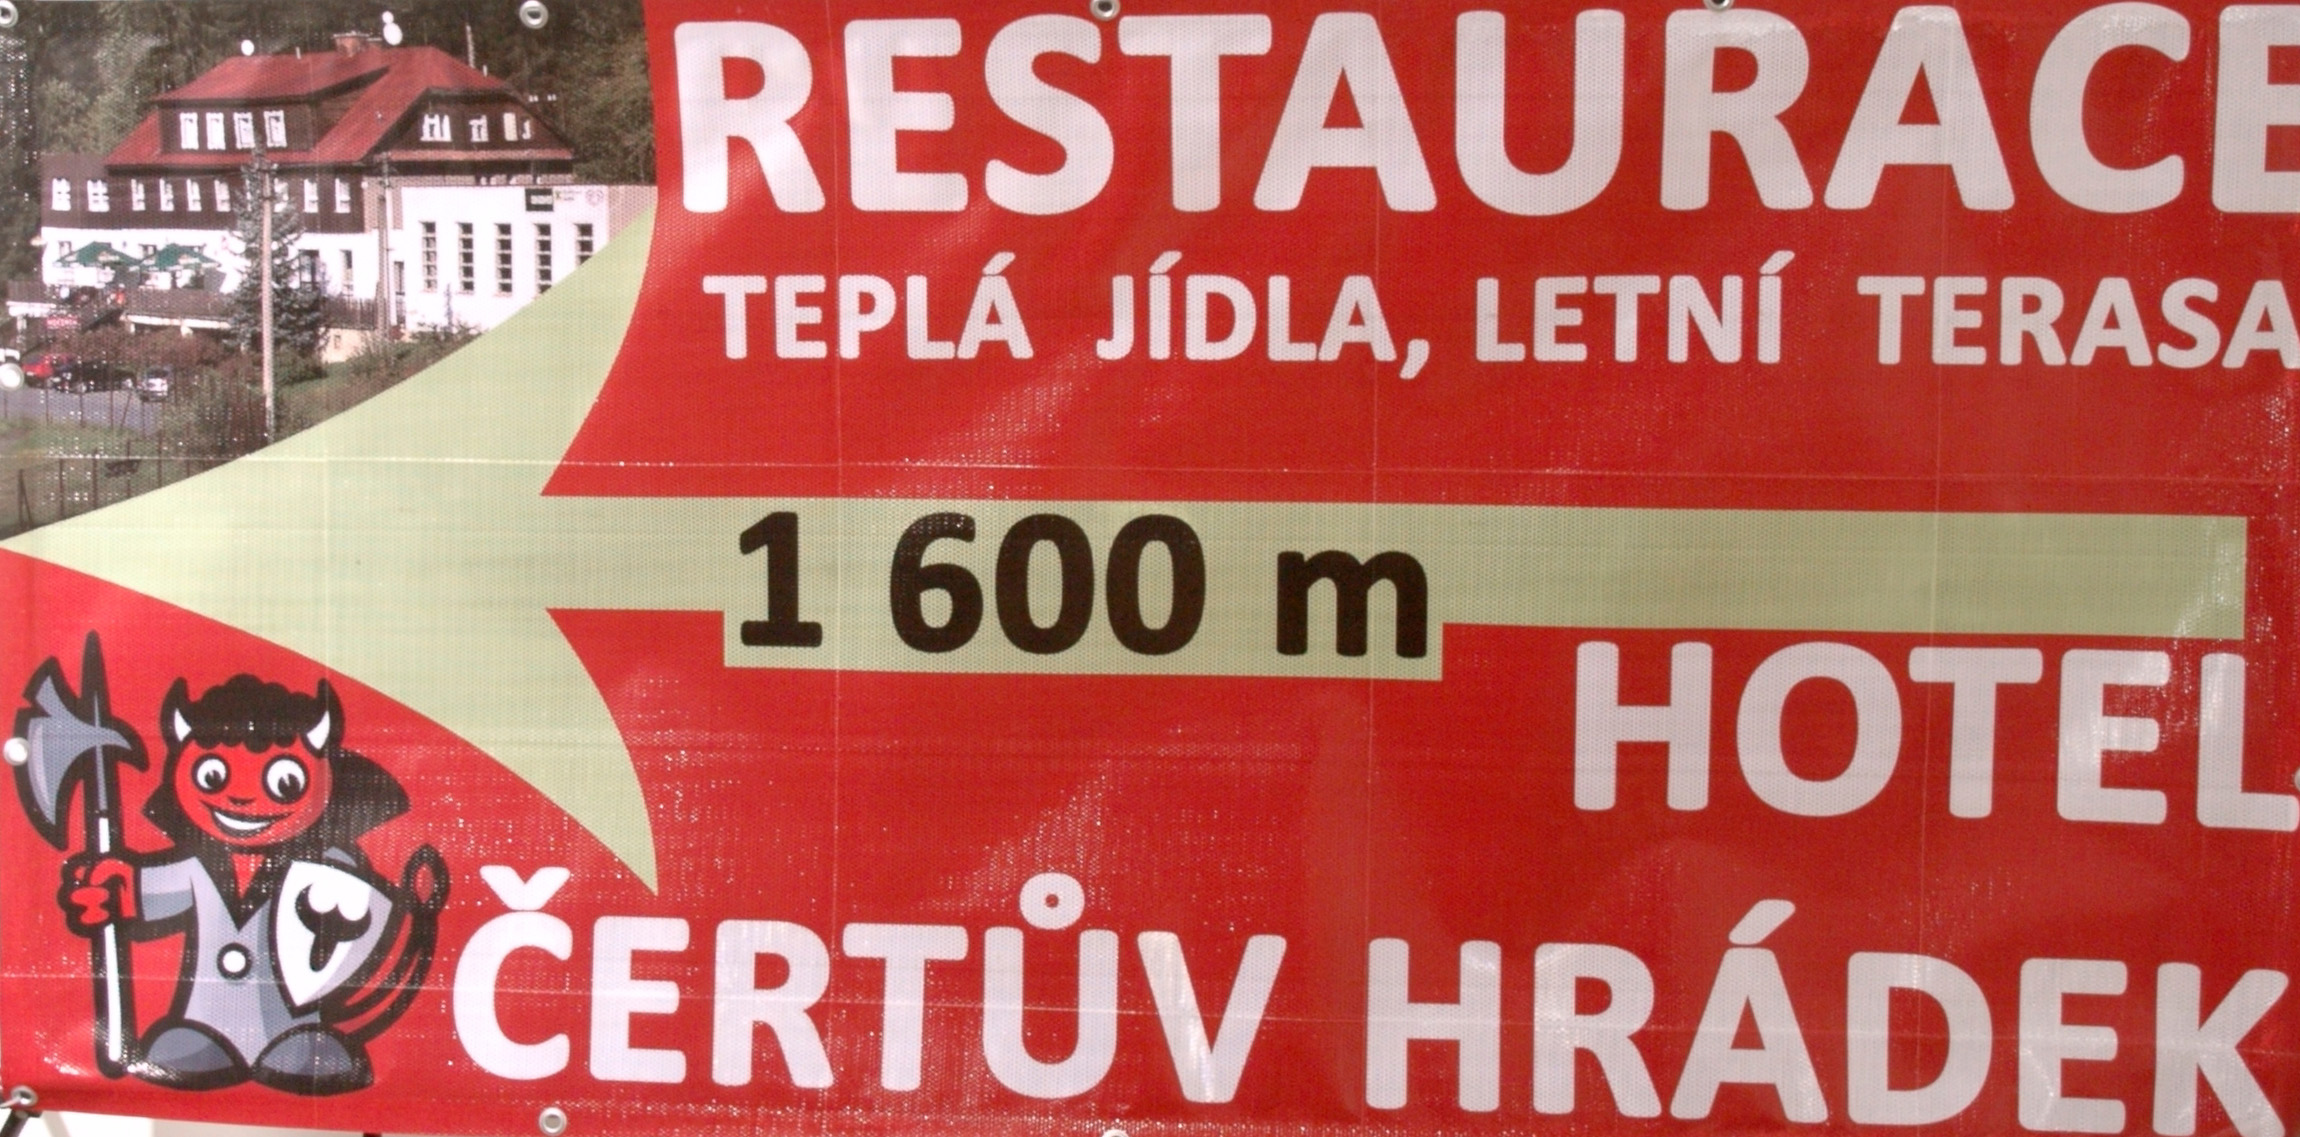 RESTAURACE
TEPLÁ JÍDLA, LETNÍ TERASA
1 600 m
HOTEL
ČERTŮV HRÁDEK